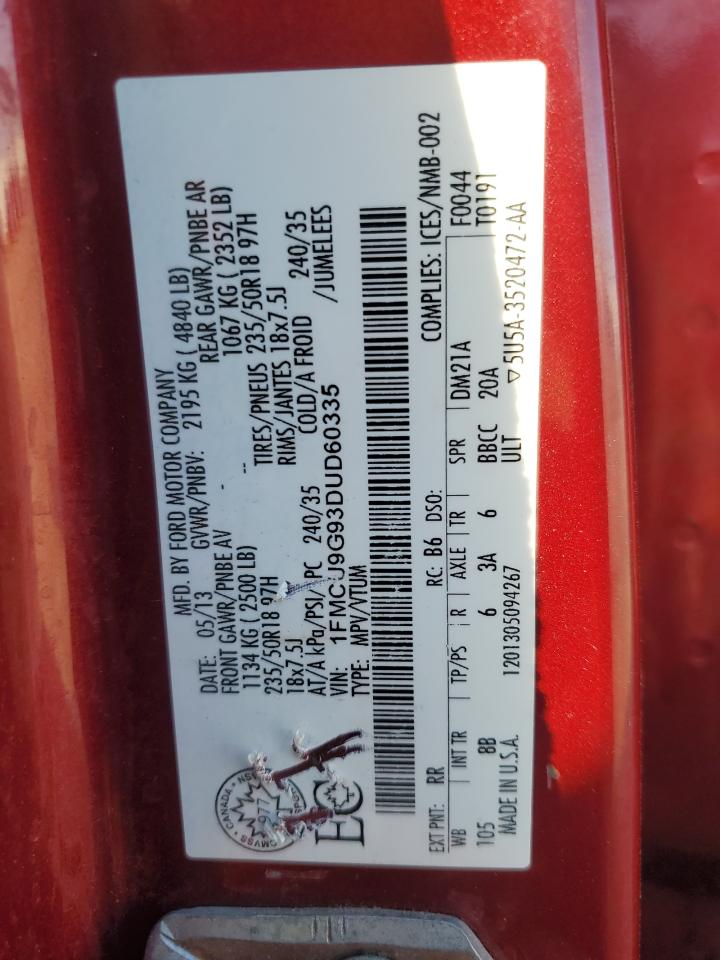 MFD. BY FORD MOTOR COMPANY
DATE: 05/13 GVWR/PNBV: 2195 KG ( 4840 LB)
FRONT GAWR/PNBE AV - REAR GAWR/PNBE AR
1134 KG ( 2500 LB) -- 1067 KG ( 2352 LB)
235/50R18 97H TIRES/PNEUS 235/50R18 97H
18x7.5J RIMS/JANTES 18x7.5J
AT/A kPa/PSI/ PC 240/35 COLD/A FROID 240/35
VIN: 1FMCU9G93DUD60335 /JUMELEES
TYPE: MPV/VTUM
CANADA
977
CMVSS
EC
EXT PNT: RR RC: B6 DSO: COMPLIES: ICES/NMB-002
WB INT TR TP/PS R AXLE TR SPR DM21A F0044
105 8B 6 3A 6 BBCC 20A T0191
ULT
MADE IN U.S.A. 1201305094267 ▽5U5A-3520472-AA